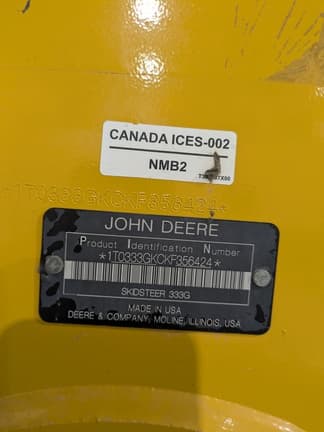 CANADA ICES-002
NMB2
*1T0333GKCKF356424*
JOHN DEERE
Product Identification Number
*1T0333GKCKF356424*
SKIDSTEER 333G
MADE IN USA
DEERE & COMPANY, MOLINE, ILLINOIS, USA